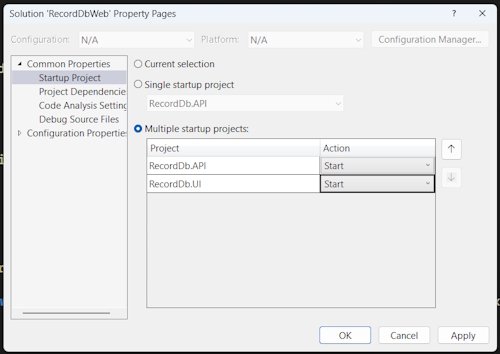 Solution 'RecordDbWeb' Property Pages
? ×
Configuration: N/A Platform: N/A Configuration Manager...
Common Properties
Startup Project
Project Dependencie
Code Analysis Setting
Debug Source Files
Configuration Propertie
Current selection
Single startup project
RecordDb.API
Multiple startup projects:
Project Action
RecordDb.API Start
RecordDb.UI Start
OK Cancel Apply